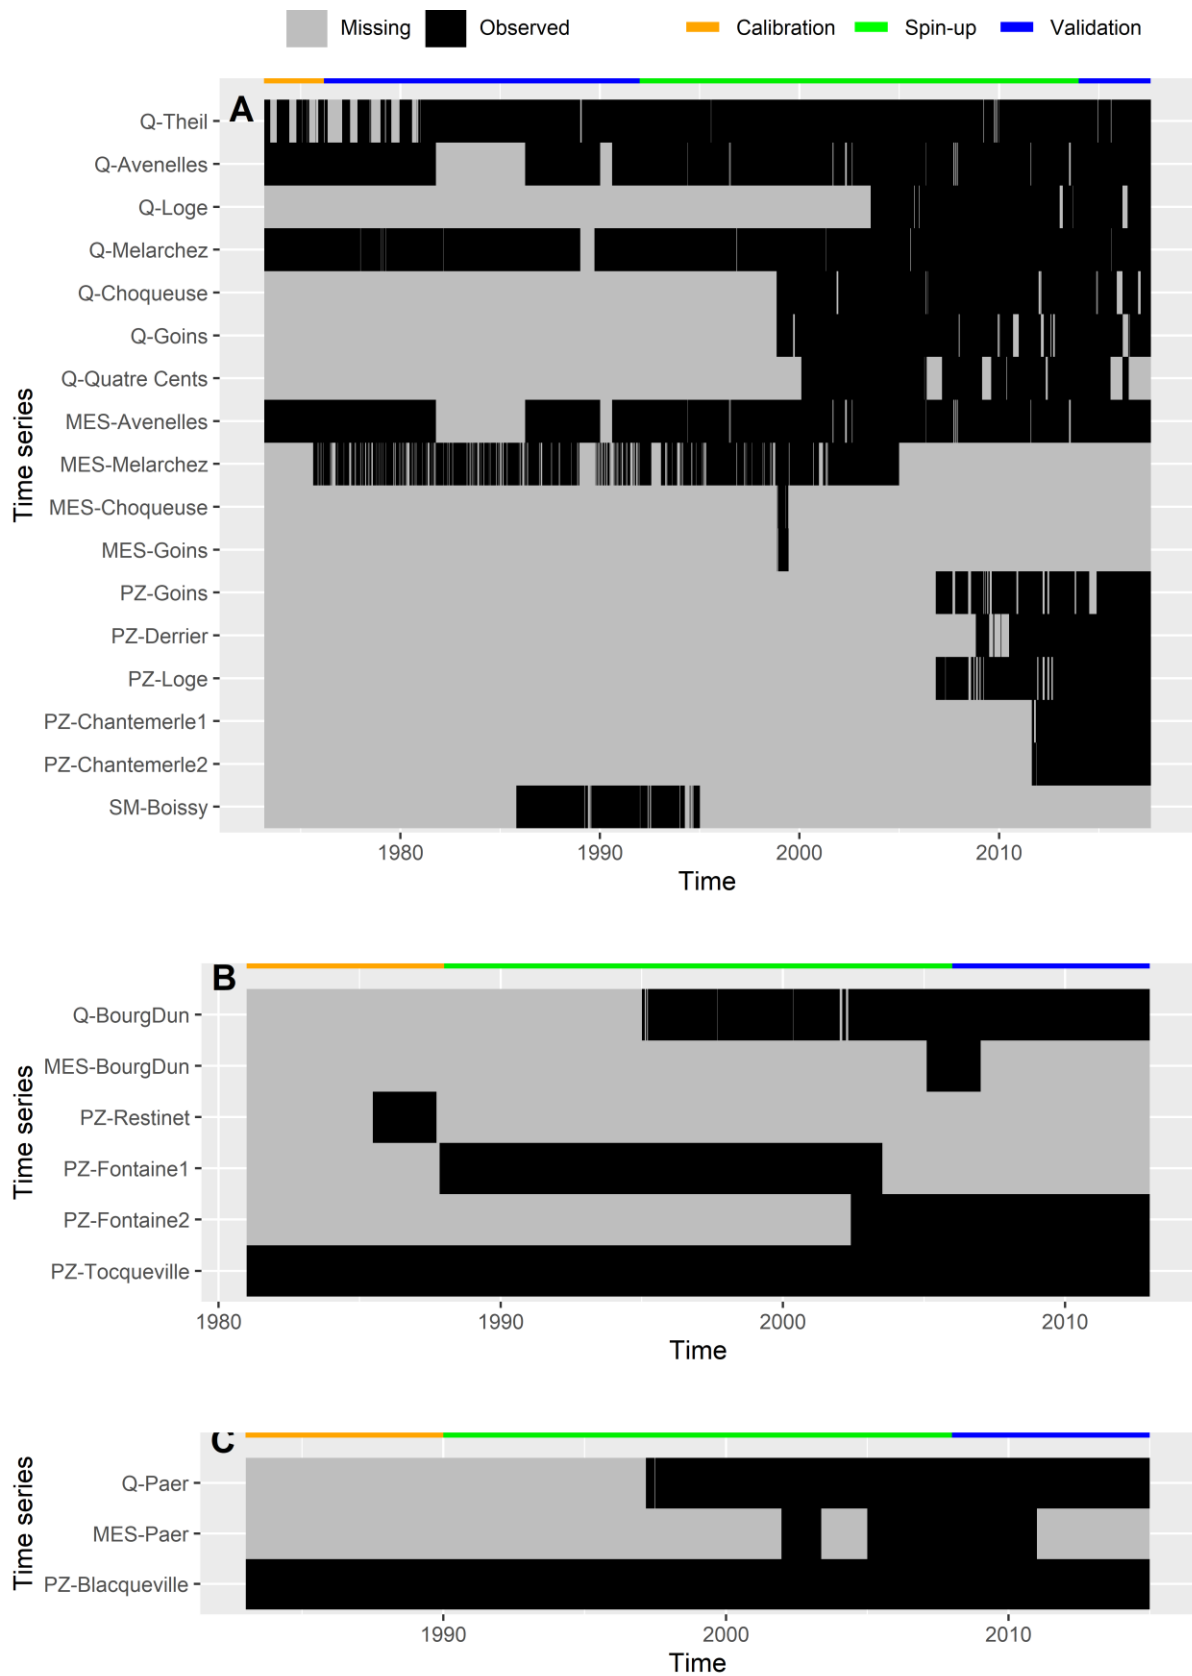 Missing Observed Calibration Spin-up Validation
A
Q-Theil
Q-Avenelles
Q-Loge
Q-Melarchez
Q-Choqueuse
Q-Goins
Q-Quatre Cents
MES-Avenelles
MES-Melarchez
MES-Choqueuse
MES-Goins
PZ-Goins
PZ-Derrier
PZ-Loge
PZ-Chantemerle1
PZ-Chantemerle2
SM-Boissy
Time series
1980 1990 2000 2010
Time
B
Q-BourgDun
MES-BourgDun
PZ-Restinet
PZ-Fontaine1
PZ-Fontaine2
PZ-Tocqueville
Time series
1980 1990 2000 2010
Time
C
Q-Paer
MES-Paer
PZ-Blacqueville
Time series
1990 2000 2010
Time